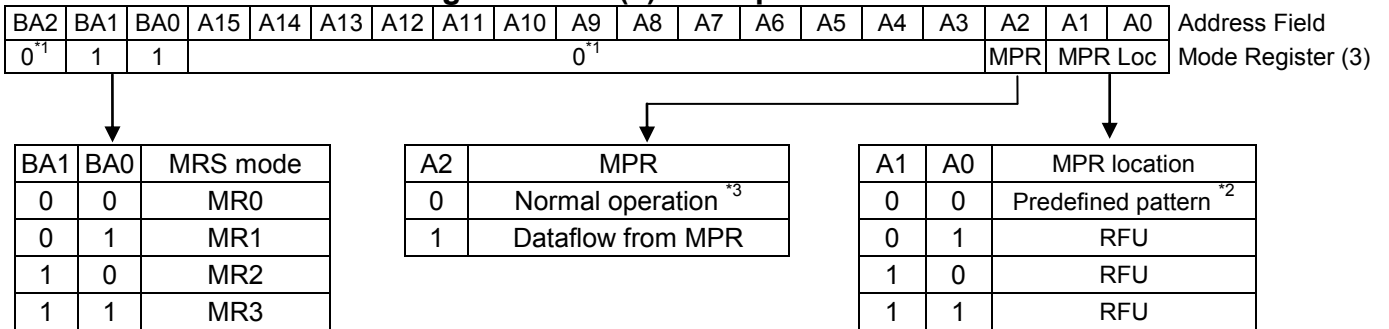 BA2 BA1 BA0 A15 A14 A13 A12 A11 A10 A9 A8 A7 A6 A5 A4 A3 A2 A1 A0 Address Field
0*1 1 1 0*1 MPR MPR Loc Mode Register (3)
BA1 BA0 MRS mode
0 0 MR0
0 1 MR1
1 0 MR2
1 1 MR3
A2 MPR
0 Normal operation *3
1 Dataflow from MPR
A1 A0 MPR location
0 0 Predefined pattern *2
0 1 RFU
1 0 RFU
1 1 RFU